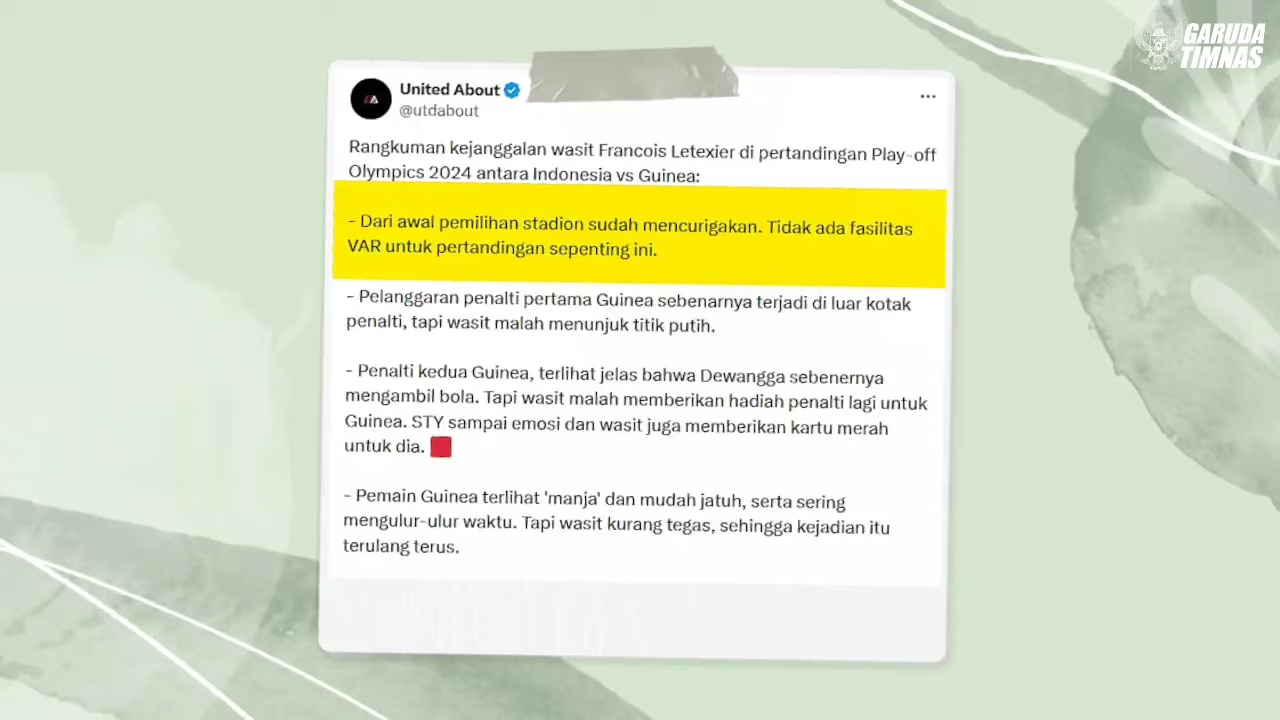 GARUDA
TIMNAS
United About
@utdabout
Rangkuman kejanggalan wasit Francois Letexier di pertandingan Play-off
Olympics 2024 antara Indonesia vs Guinea:
- Dari awal pemilihan stadion sudah mencurigakan. Tidak ada fasilitas
VAR untuk pertandingan sepenting ini.
- Pelanggaran penalti pertama Guinea sebenarnya terjadi di luar kotak
penalti, tapi wasit malah menunjuk titik putih.
- Penalti kedua Guinea, terlihat jelas bahwa Dewangga sebenernya
mengambil bola. Tapi wasit malah memberikan hadiah penalti lagi untuk
Guinea. STY sampai emosi dan wasit juga memberikan kartu merah
untuk dia.
- Pemain Guinea terlihat 'manja' dan mudah jatuh, serta sering
mengulur-ulur waktu. Tapi wasit kurang tegas, sehingga kejadian itu
terulang terus.